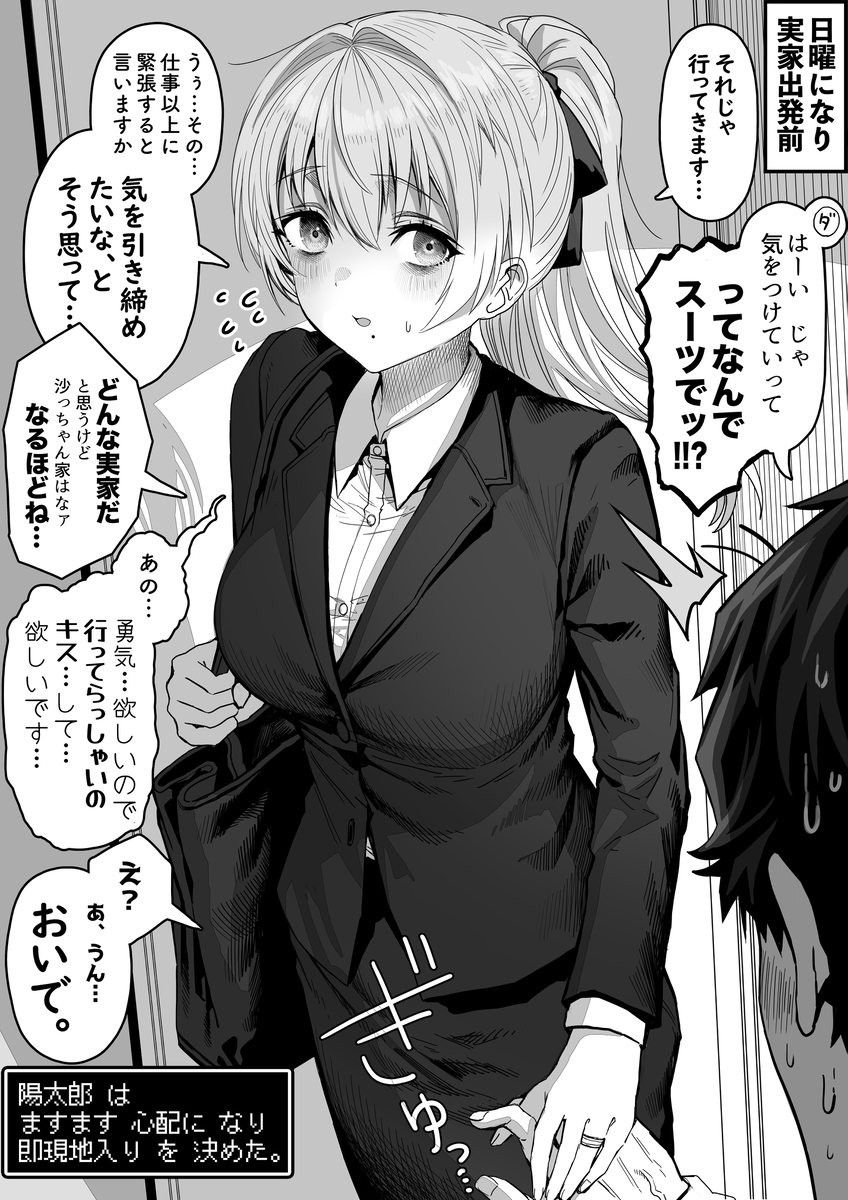 日曜になり
実家出発前
それじゃ
行ってきます…
ダ
はーい じゃ
気をつけていって
ってなんで
スーツでッ
!!?
うぅ…その…
仕事以上に
緊張すると
言いますか
気を引き締め
たいな、と
そう思って…
どんな実家だ
と思うけど
沙っちゃん家はなァ
なるほどね…
あの…
勇気…欲しいので
行ってらっしゃいの
キス…して…
欲しいです…
え?
あ、うん…
おいで。
ぎゅっ…
陽太郎 は
ますます 心配に なり
即現地入り を 決めた。